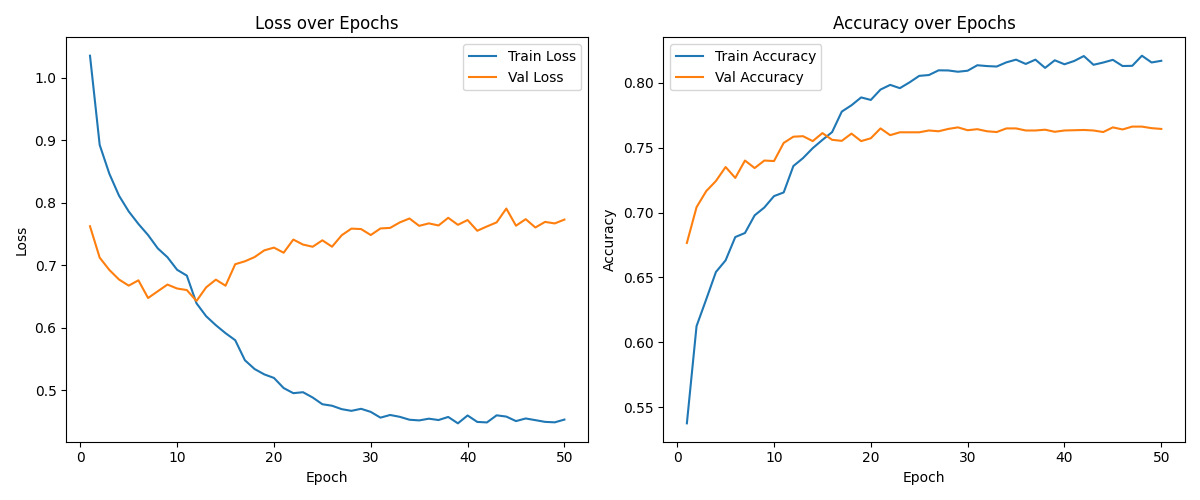 Loss over Epochs
Train Loss
Val Loss
1.0
0.9
0.8
0.7
0.6
0.5
Loss
0
10
20
30
40
50
Epoch
Accuracy over Epochs
Train Accuracy
Val Accuracy
0.80
0.75
0.70
0.65
0.60
0.55
Accuracy
0
10
20
30
40
50
Epoch